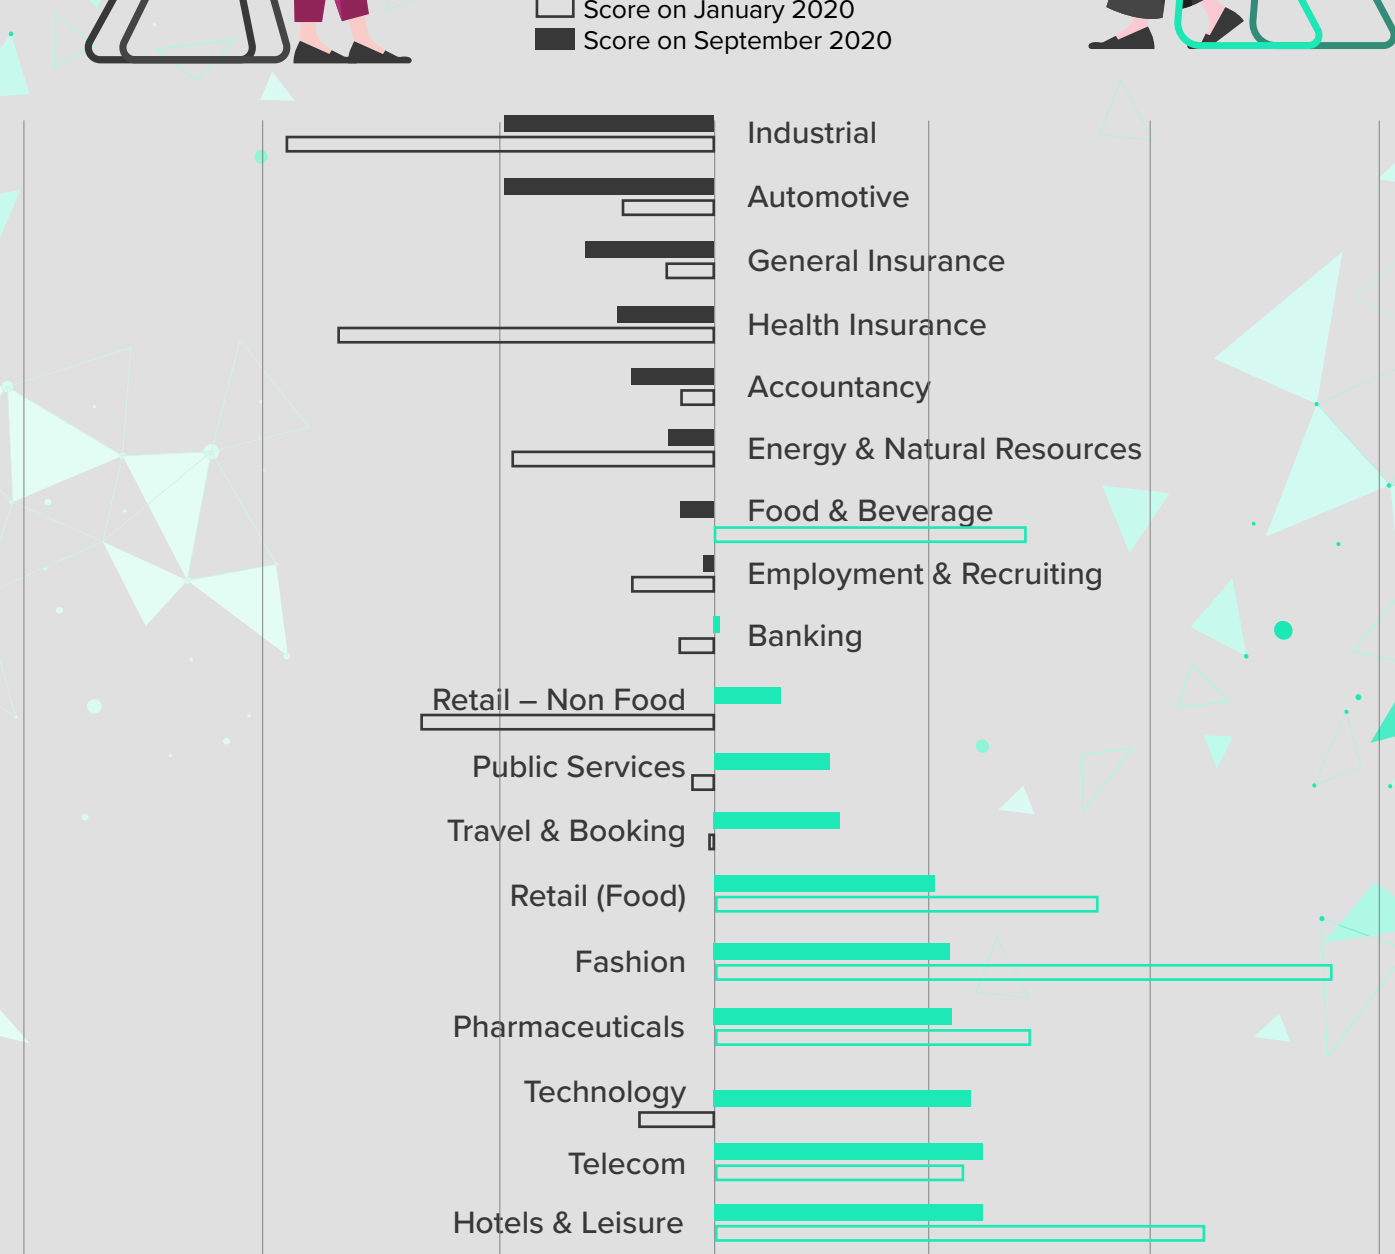 Score on January 2020
Score on September 2020
Industrial
Automotive
General Insurance
Health Insurance
Accountancy
Energy & Natural Resources
Food & Beverage
Employment & Recruiting
Banking
Retail – Non Food
Public Services
Travel & Booking
Retail (Food)
Fashion
Pharmaceuticals
Technology
Telecom
Hotels & Leisure